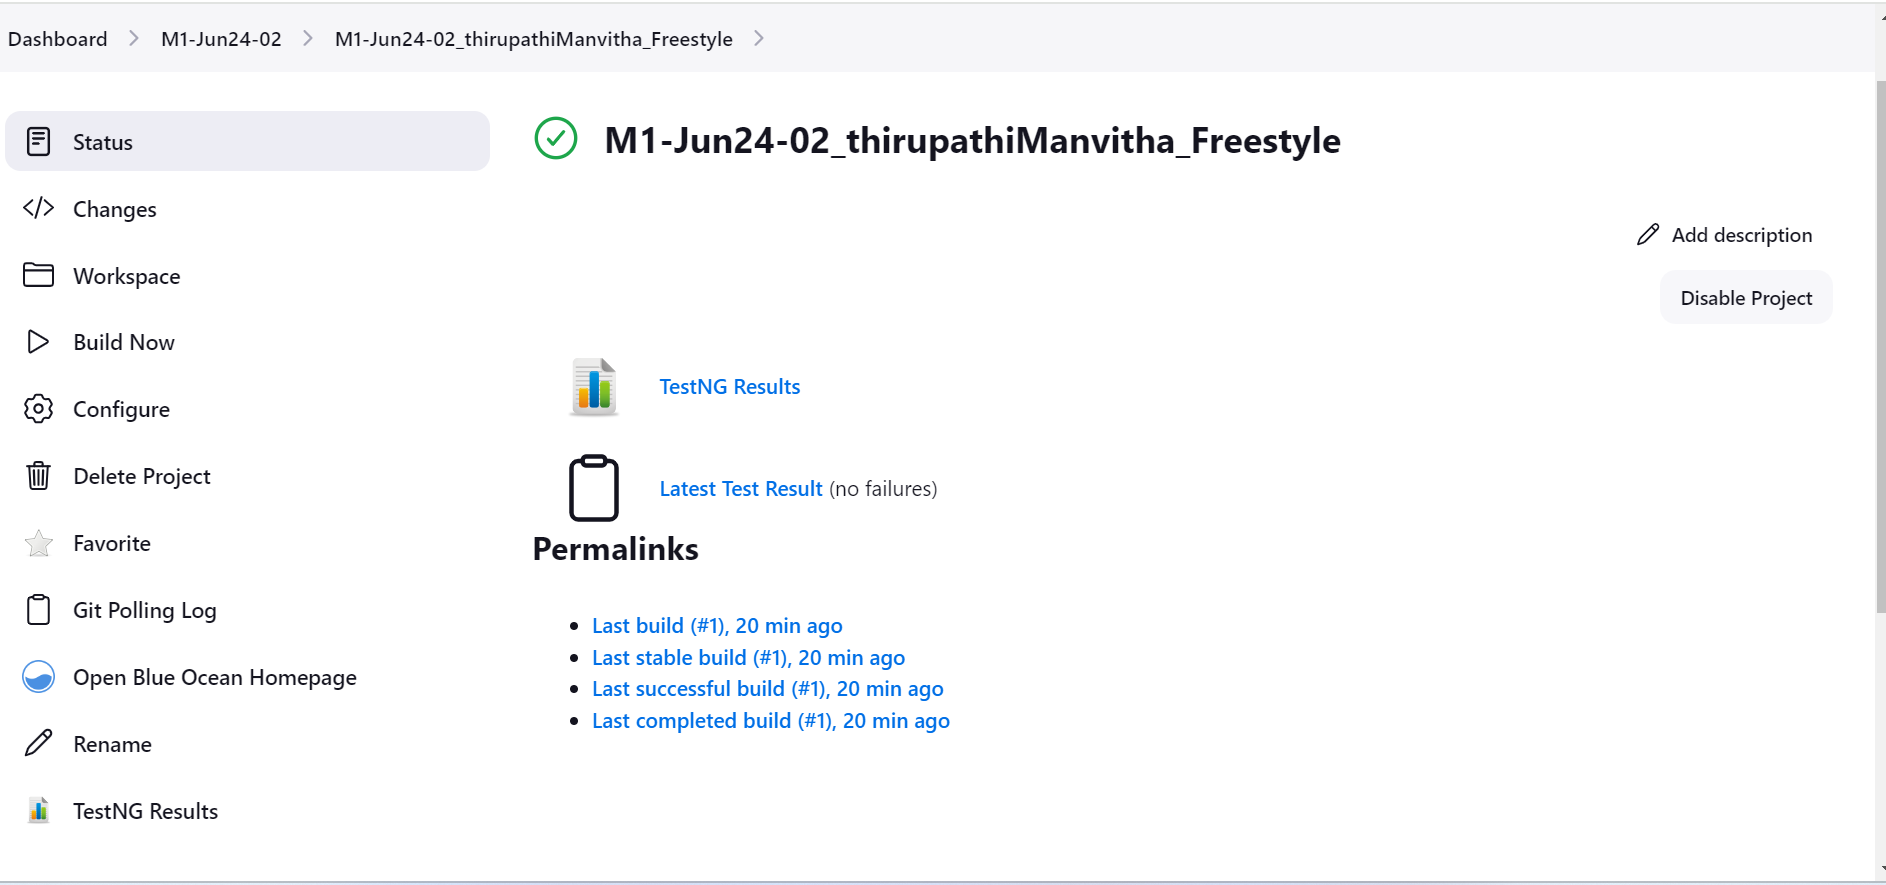 Dashboard > M1-Jun24-02 > M1-Jun24-02_thirupathiManvitha_Freestyle >
Status
Changes
Workspace
Build Now
Configure
Delete Project
Favorite
Git Polling Log
Open Blue Ocean Homepage
Rename
TestNG Results
M1-Jun24-02_thirupathiManvitha_Freestyle
Add description
Disable Project
TestNG Results
Latest Test Result (no failures)
Permalinks
• Last build (#1), 20 min ago
• Last stable build (#1), 20 min ago
• Last successful build (#1), 20 min ago
• Last completed build (#1), 20 min ago